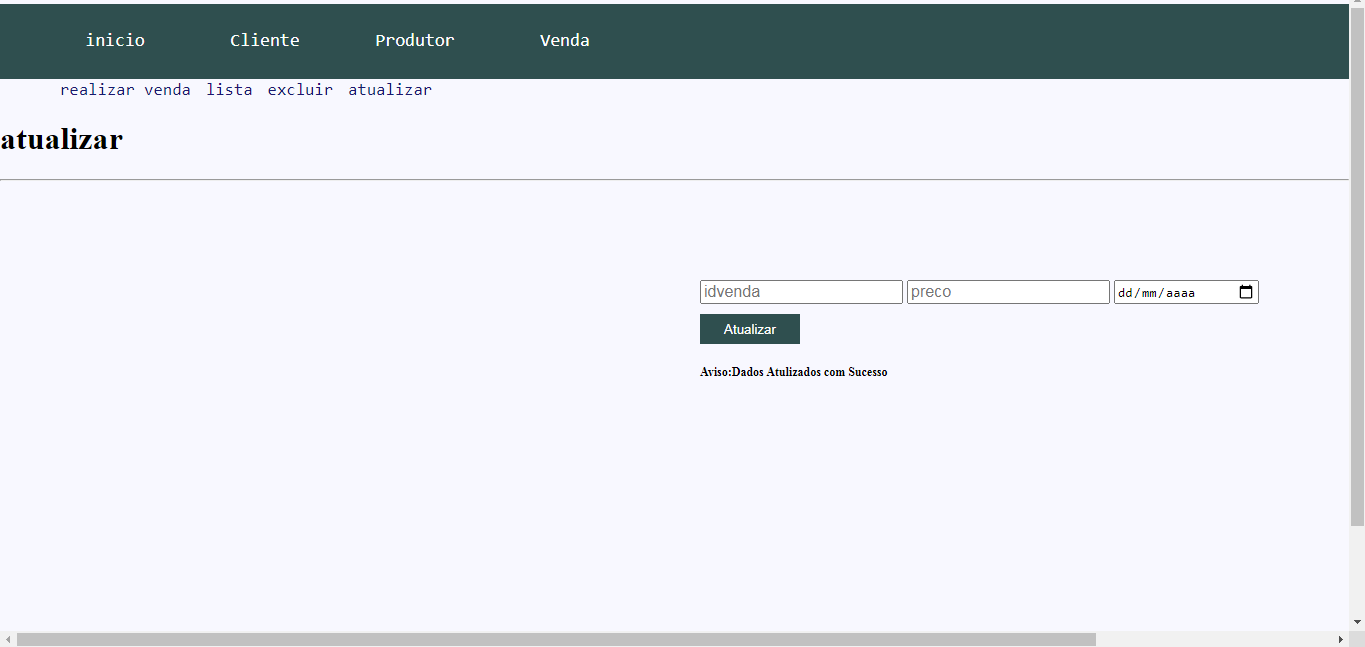 inicio Cliente Produtor Venda
realizar venda lista excluir atualizar
atualizar
idvenda preco dd/mm/aaaa
Atualizar
Aviso:Dados Atulizados com Sucesso